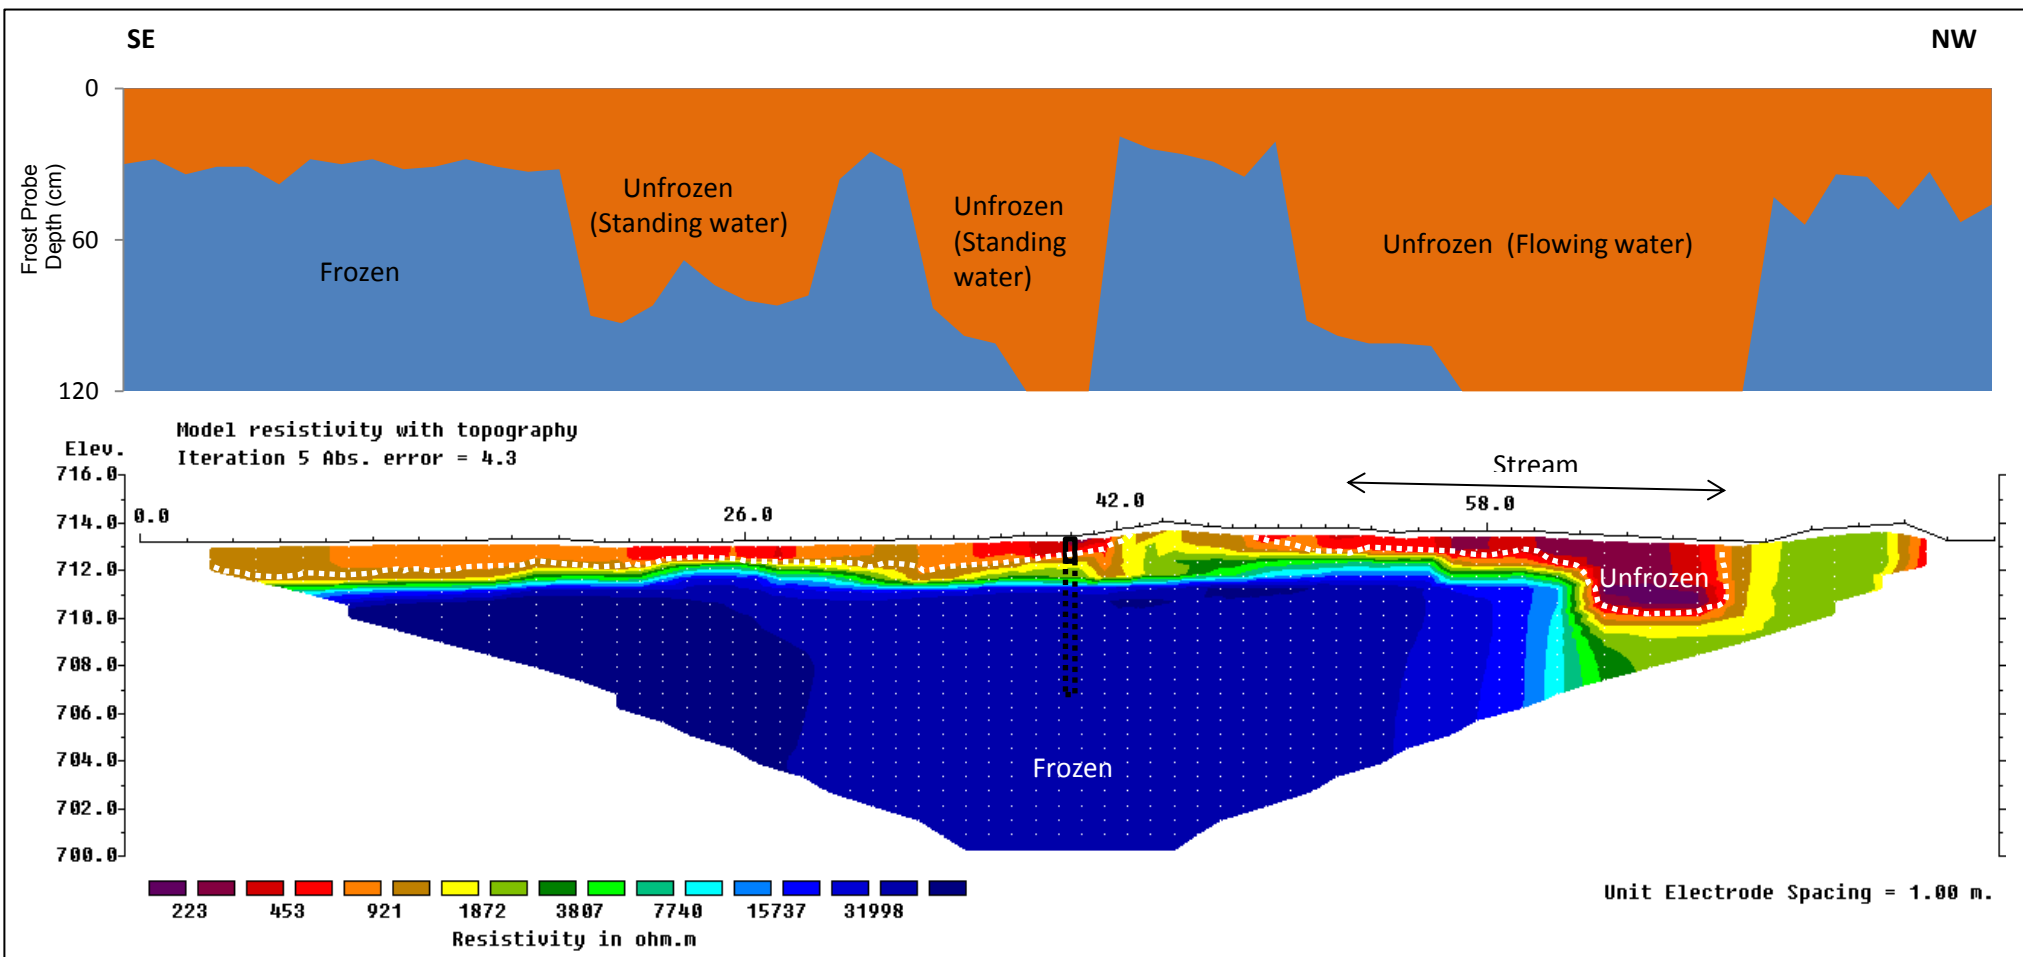 SE
NW
0
60
120
Frost Probe
Depth (cm)
Unfrozen
(Standing water)
Unfrozen
(Standing
water)
Unfrozen (Flowing water)
Frozen
Model resistivity with topography
Iteration 5 Abs. error = 4.3
Elev.
716.0
714.0
712.0
710.0
708.0
706.0
704.0
702.0
700.0
0.0
26.0
42.0
58.0
Stream
Unfrozen
Frozen
223
453
921
1872
3807
7740
15737
31998
Resistivity in ohm.m
Unit Electrode Spacing = 1.00 m.